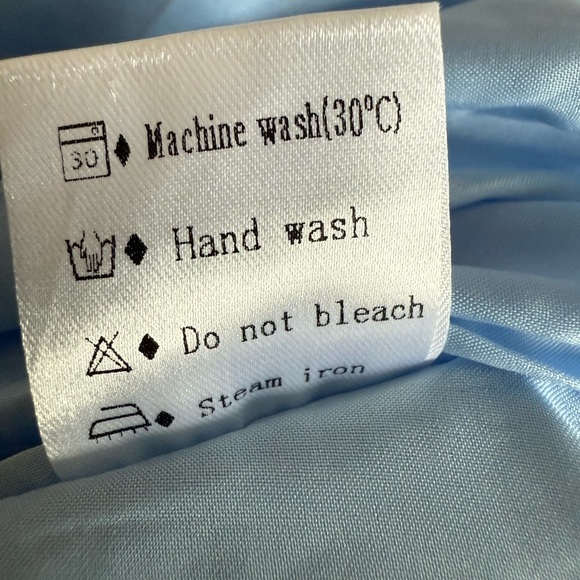 30 ◆ Machine wash(30°C)
◆ Hand wash
◆ Do not bleach
◆ Steam iron